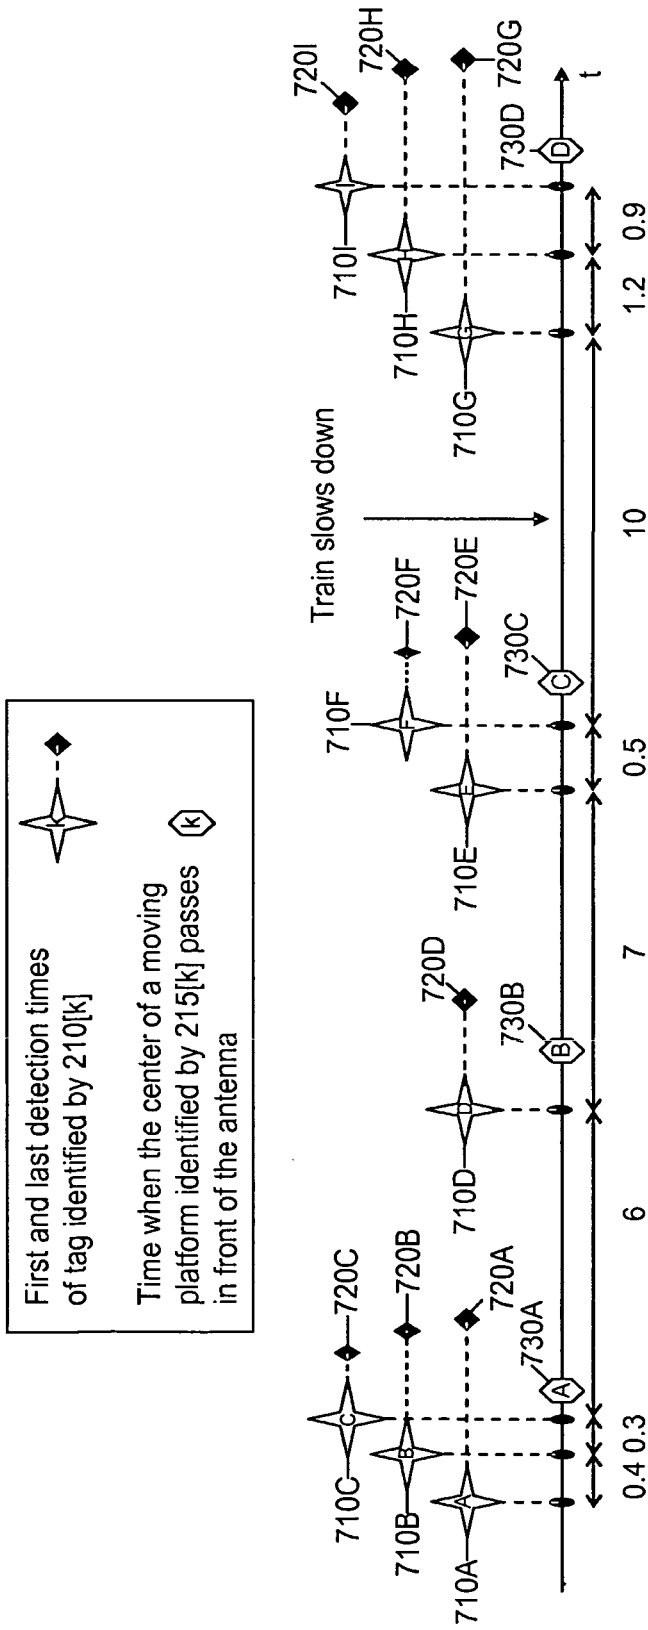 First and last detection times
of tag identified by 210[k]
k
Time when the center of a moving
platform identified by 215[k] passes
in front of the antenna
k
720I
720H
720G
710I
I
710H
H
710G
G
730D
D
t
Train slows down
710F
F
720F
720E
710E
E
730C
C
720D
710D
D
730B
B
720C
720B
720A
710C
C
710B
B
710A
A
730A
A
0.4
0.3
6
7
0.5
10
1.2
0.9